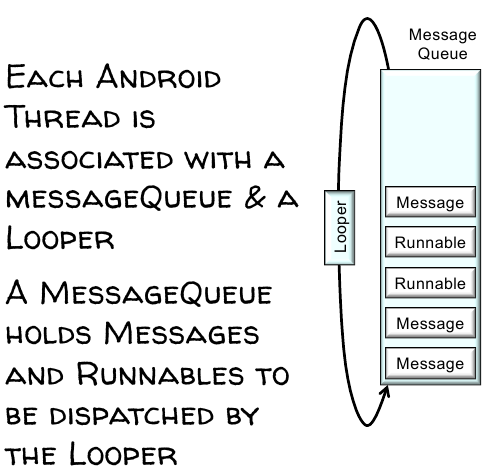 Each Android
Thread is
associated with a
messageQueue & a
Looper
A MessageQueue
holds Messages
and Runnables to
be dispatched by
the Looper
Message
Queue
Looper
Message
Runnable
Runnable
Message
Message